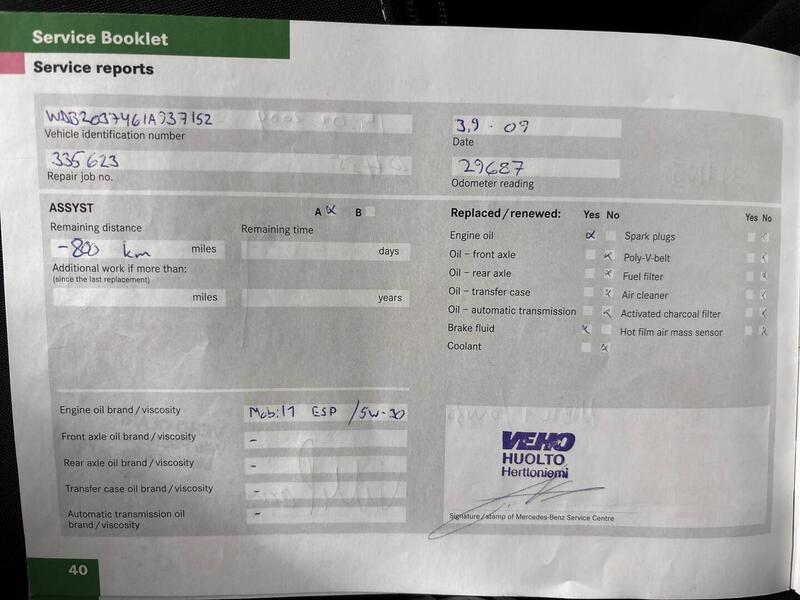 Service Booklet
Service reports
WDB2037461A937152
Vehicle identification number
3.9 - 09
Date
335623
Repair job no.
29687
Odometer reading
ASSYST
A x B
Remaining distance
Remaining time
-800 km miles
days
Additional work if more than:
(since the last replacement)
miles
years
Replaced/renewed: Yes No
Yes No
Engine oil x
Spark plugs x
Oil – front axle x
Poly-V-belt x
Oil – rear axle x
Fuel filter x
Oil – transfer case x
Air cleaner x
Oil – automatic transmission x
Activated charcoal filter x
Brake fluid x
Hot film air mass sensor x
Coolant x
Engine oil brand/viscosity
Mobil1 ESP /5W-30
Front axle oil brand/viscosity -
Rear axle oil brand/viscosity -
Transfer case oil brand/viscosity -
Automatic transmission oil
brand/viscosity -
VEHO
HUOLTO
Herttoniemi
Signature/stamp of Mercedes-Benz Service Centre
40